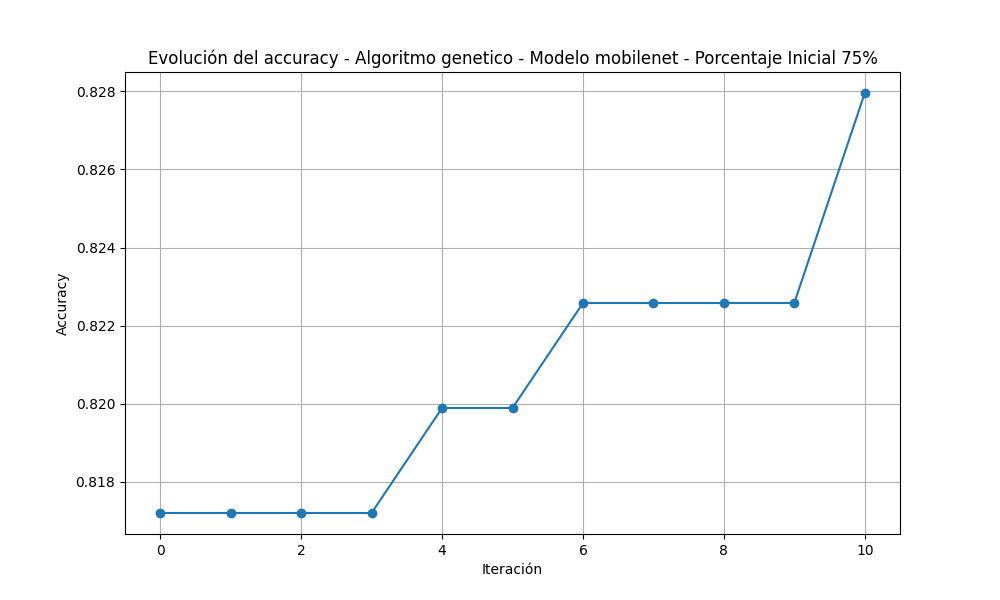 Evolución del accuracy - Algoritmo genetico - Modelo mobilenet - Porcentaje Inicial 75%
0.828
0.826
0.824
0.822
0.820
0.818
Accuracy
0 2 4 6 8 10
Iteración